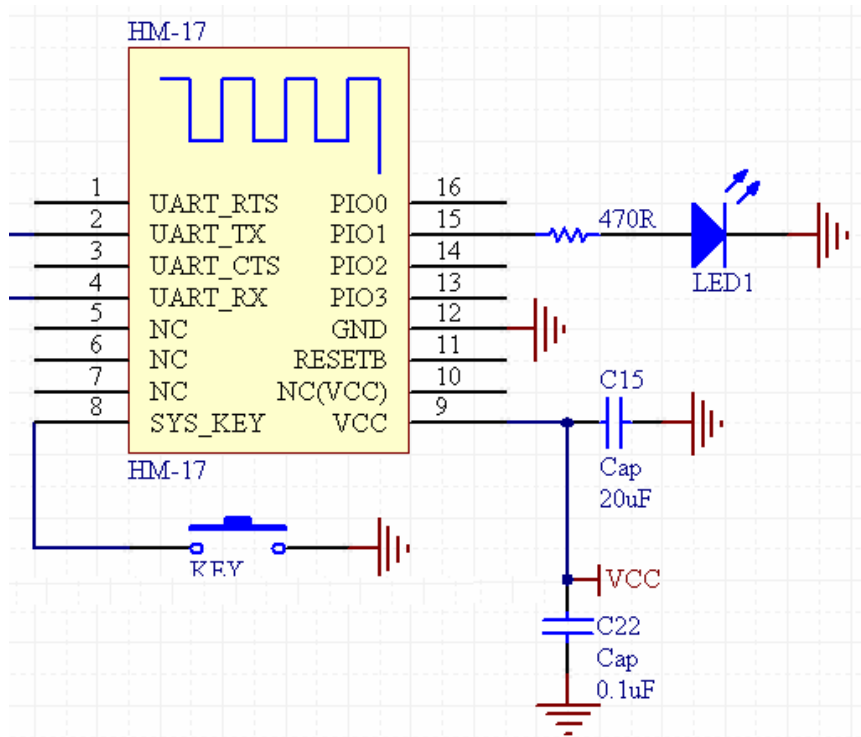 HM-17
1 UART_RTS PIO0 16
2 UART_TX PIO1 15 470R
3 UART_CTS PIO2 14
4 UART_RX PIO3 13
LED1
5 NC GND 12
6 NC RESETB 11
7 NC NC(VCC) 10
8 SYS_KEY VCC 9
C15
Cap
20uF
HM-17
KEY
VCC
C22
Cap
0.1uF